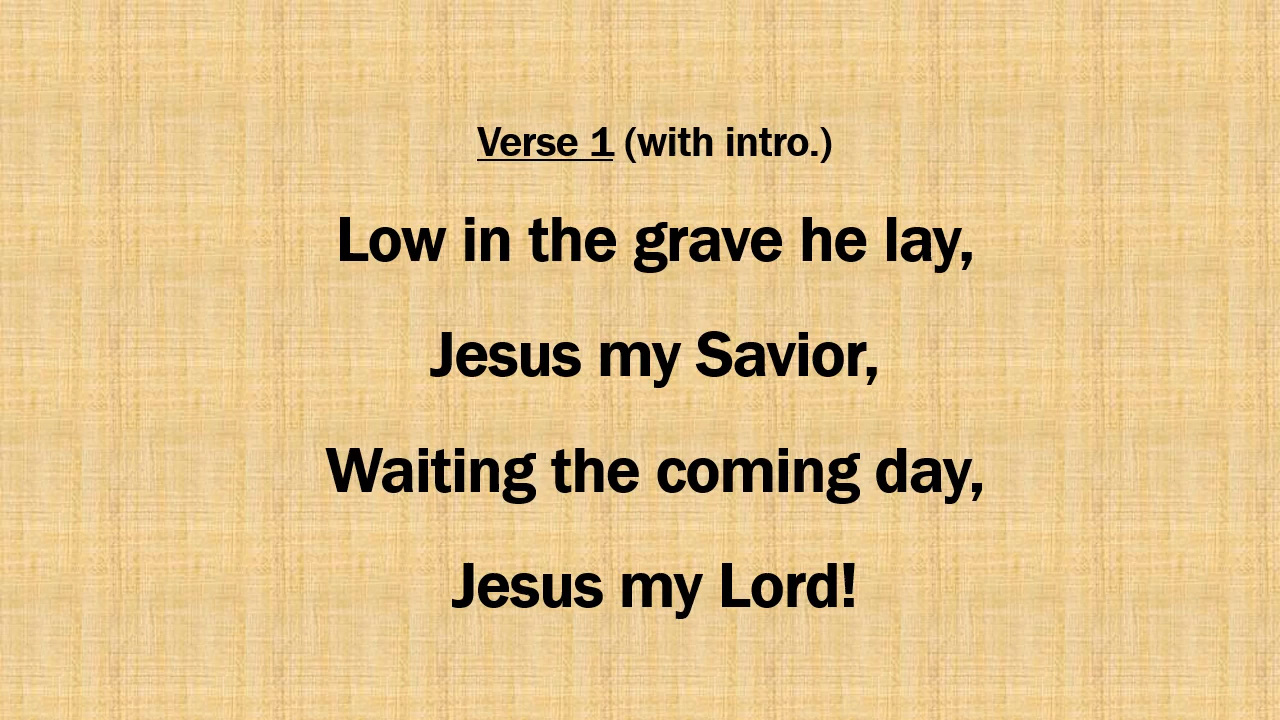 Verse 1 (with intro.)
Low in the grave he lay,
Jesus my Savior,
Waiting the coming day,
Jesus my Lord!